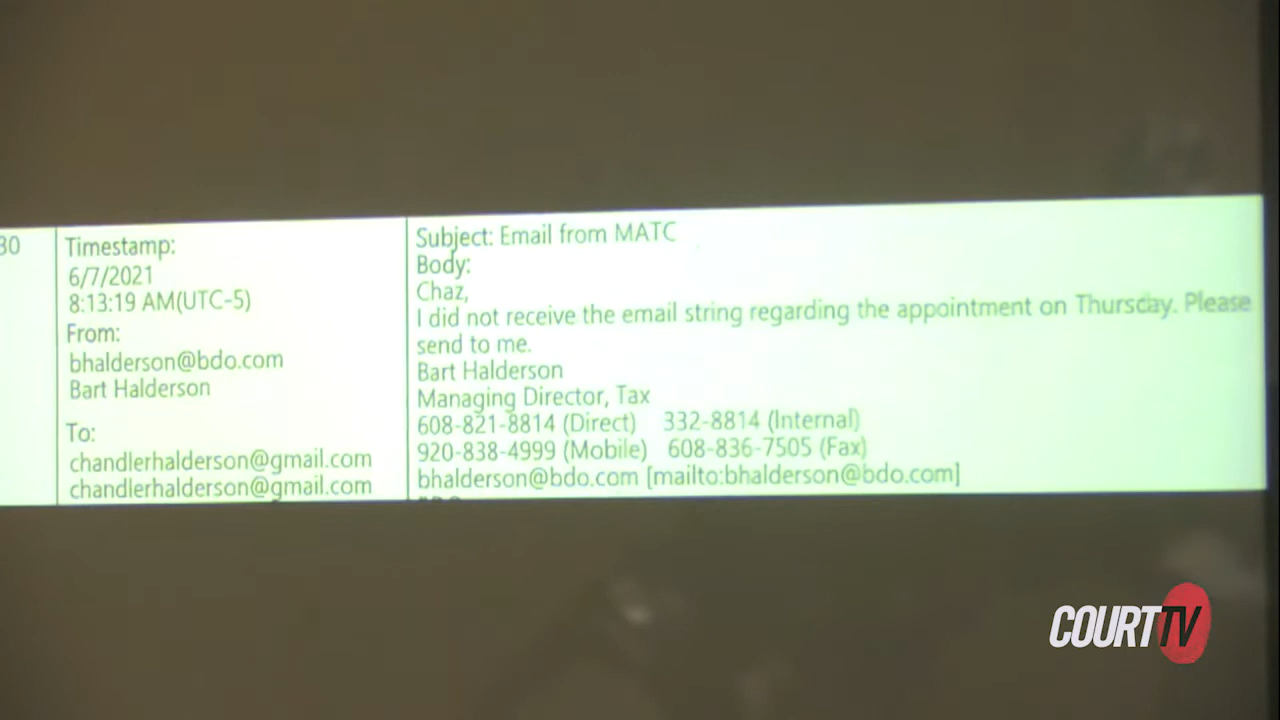 30
Timestamp:
6/7/2021
8:13:19 AM(UTC-5)
From:
bhalderson@bdo.com
Bart Halderson
To:
chandlerhalderson@gmail.com
chandlerhalderson@gmail.com
Subject: Email from MATC
Body:
Chaz,
I did not receive the email string regarding the appointment on Thursday. Please
send to me.
Bart Halderson
Managing Director, Tax
608-821-8814 (Direct) 332-8814 (Internal)
920-838-4999 (Mobile) 608-836-7505 (Fax)
bhalderson@bdo.com [mailto:bhalderson@bdo.com]
COURT TV